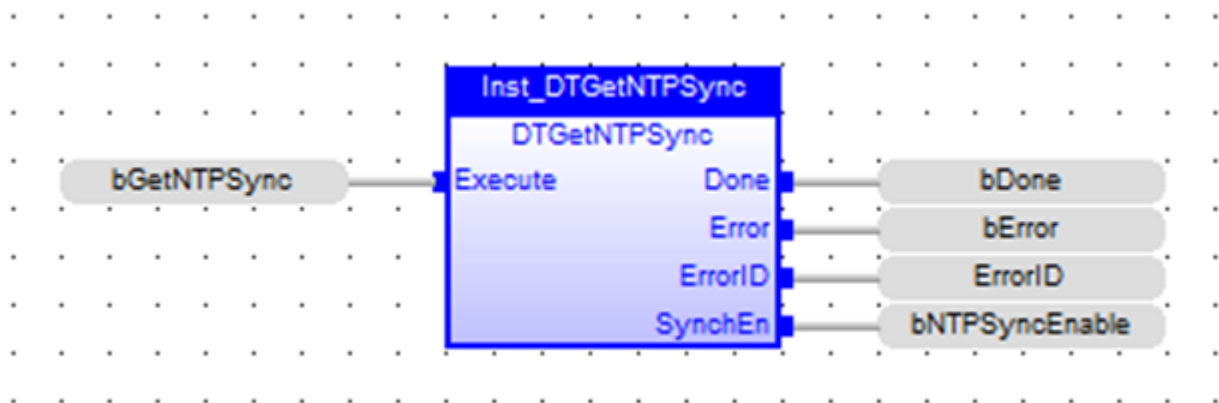 Inst_DTGetNTPSync
DTGetNTPSync
bGetNTPSync Execute Done bDone
Error bError
ErrorID ErrorID
SynchEn bNTPSyncEnable